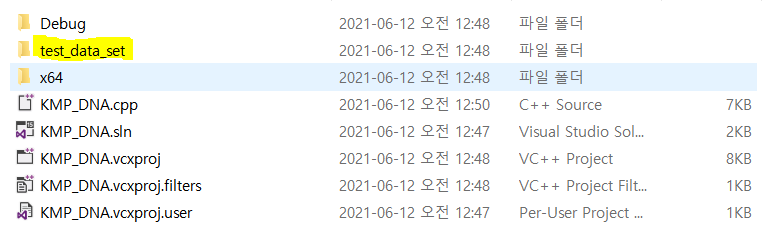 Debug 2021-06-12 오전 12:48 파일 폴더
test_data_set 2021-06-12 오전 12:48 파일 폴더
x64 2021-06-12 오전 12:48 파일 폴더
KMP_DNA.cpp 2021-06-12 오전 12:50 C++ Source 7KB
KMP_DNA.sln 2021-06-12 오전 12:47 Visual Studio Sol... 2KB
KMP_DNA.vcxproj 2021-06-12 오전 12:48 VC++ Project 8KB
KMP_DNA.vcxproj.filters 2021-06-12 오전 12:48 VC++ Project Filt... 1KB
KMP_DNA.vcxproj.user 2021-06-12 오전 12:47 Per-User Project ... 1KB